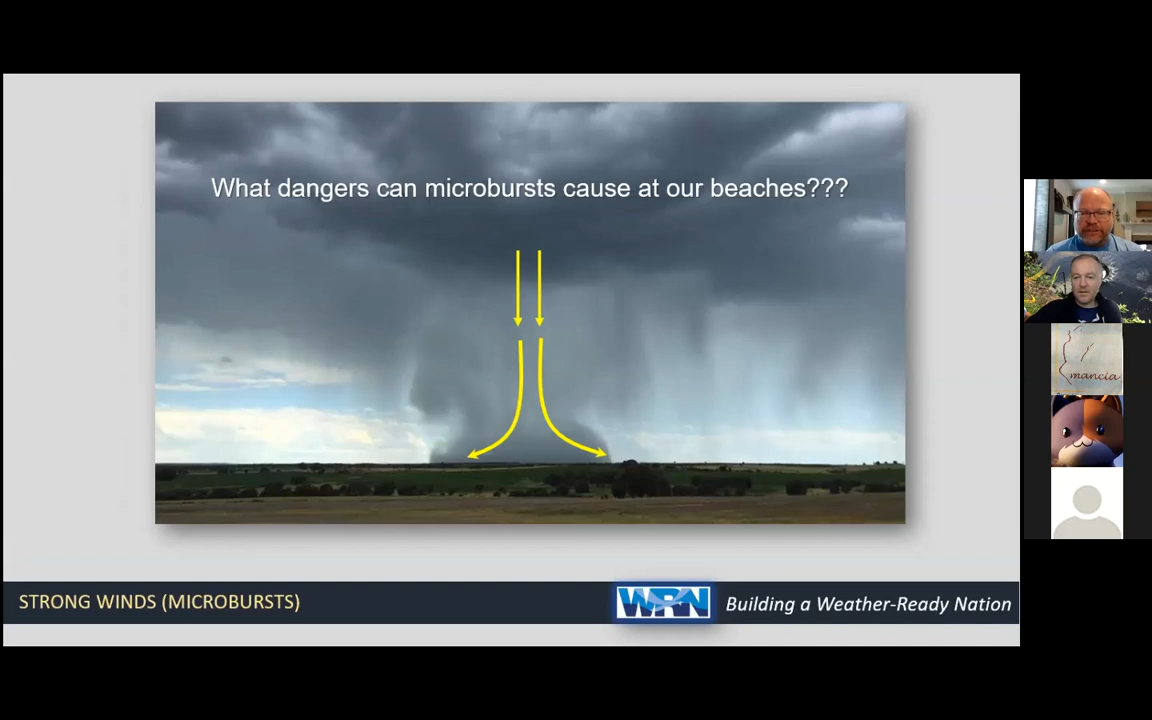 What dangers can microbursts cause at our beaches???
STRONG WINDS (MICROBURSTS)
WRN
Building a Weather-Ready Nation
mancia